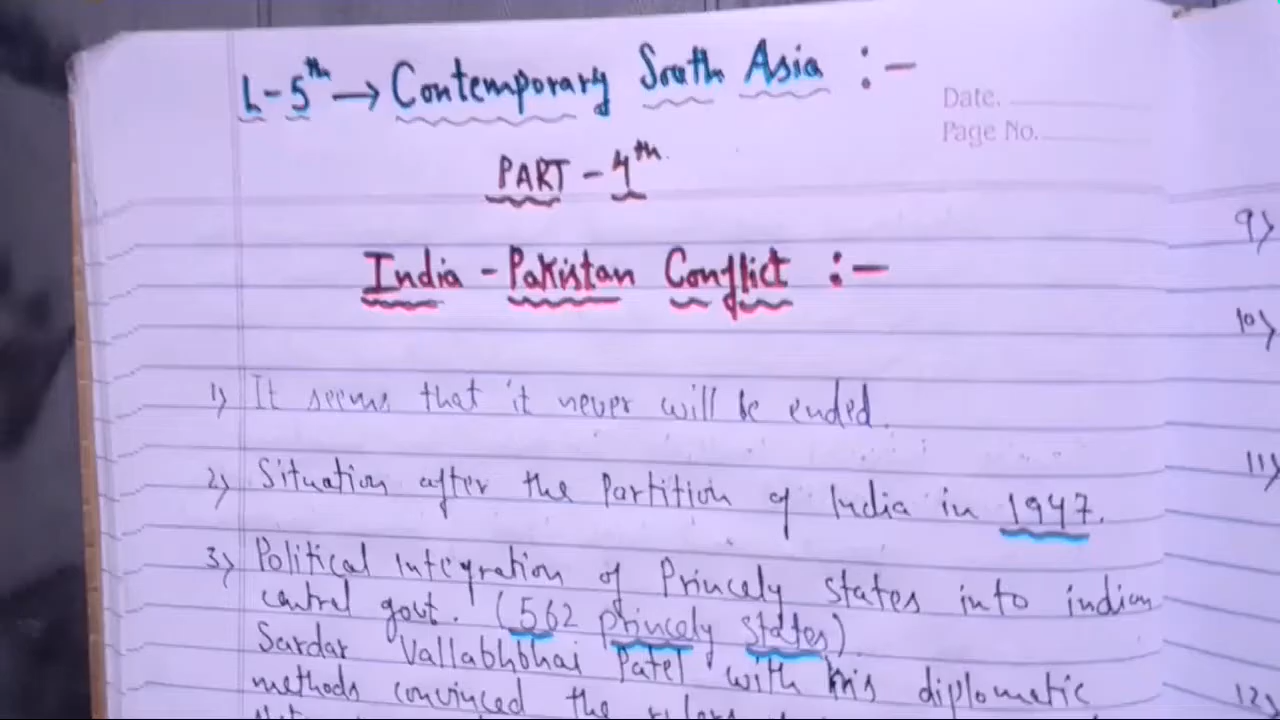 L-5th → Contemporary South Asia :-
Date.
Page No.
PART - 4th
India - Pakistan Conflict :-
1) It seems that it never will be ended.
2) Situation after the Partition of India in 1947.
3) Political Integration of Princely states into indian
central govt. (562 princely states)
Sardar Vallabhbhai Patel with his diplomatic
methods convinced the rulers
9)
10)
11)
12)